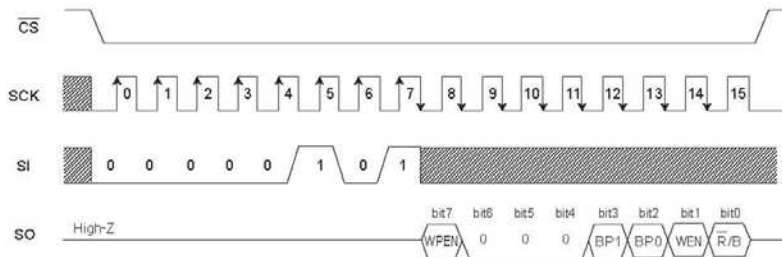 CS
SCK 0 1 2 3 4 5 6 7 8 9 10 11 12 13 14 15
SI 0 0 0 0 0 1 0 1
bit7 bit6 bit5 bit4 bit3 bit2 bit1 bit0
SO High-Z WPEN 0 0 0 BP1 BP0 WEN R/B